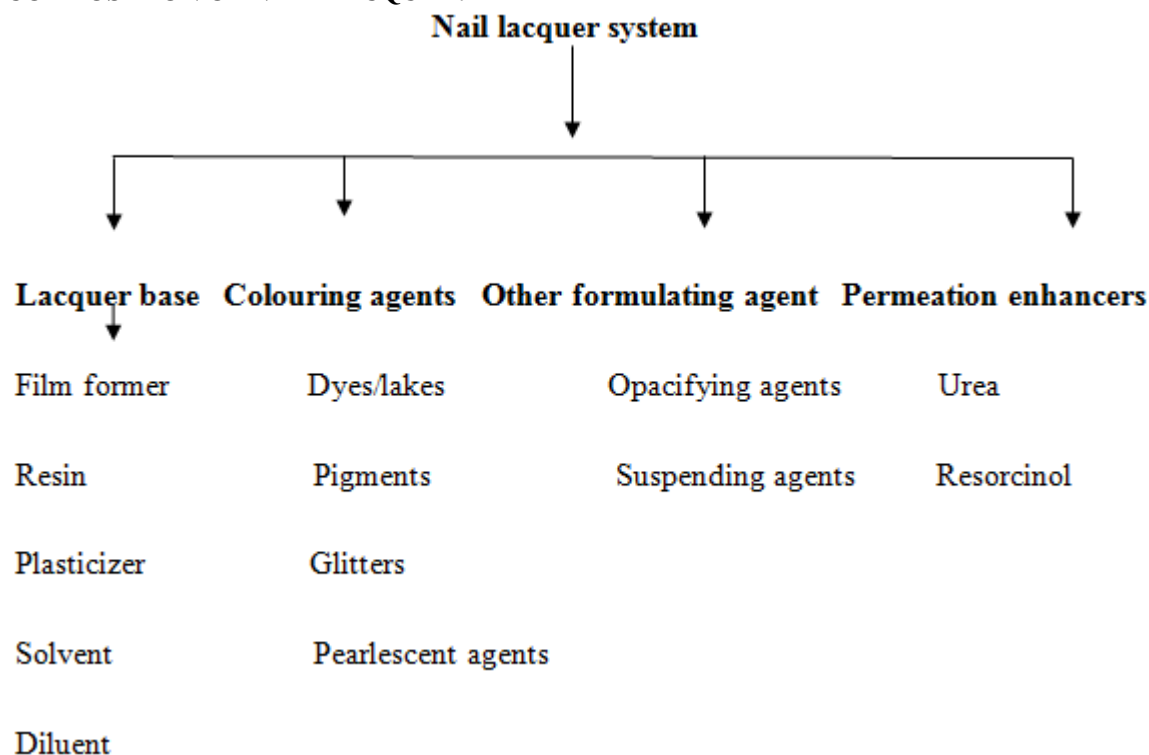 Nail lacquer system
Lacquer base Colouring agents Other formulating agent Permeation enhancers
Film former Dyes/lakes Opacifying agents Urea
Resin Pigments Suspending agents Resorcinol
Plasticizer Glitters
Solvent Pearlescent agents
Diluent